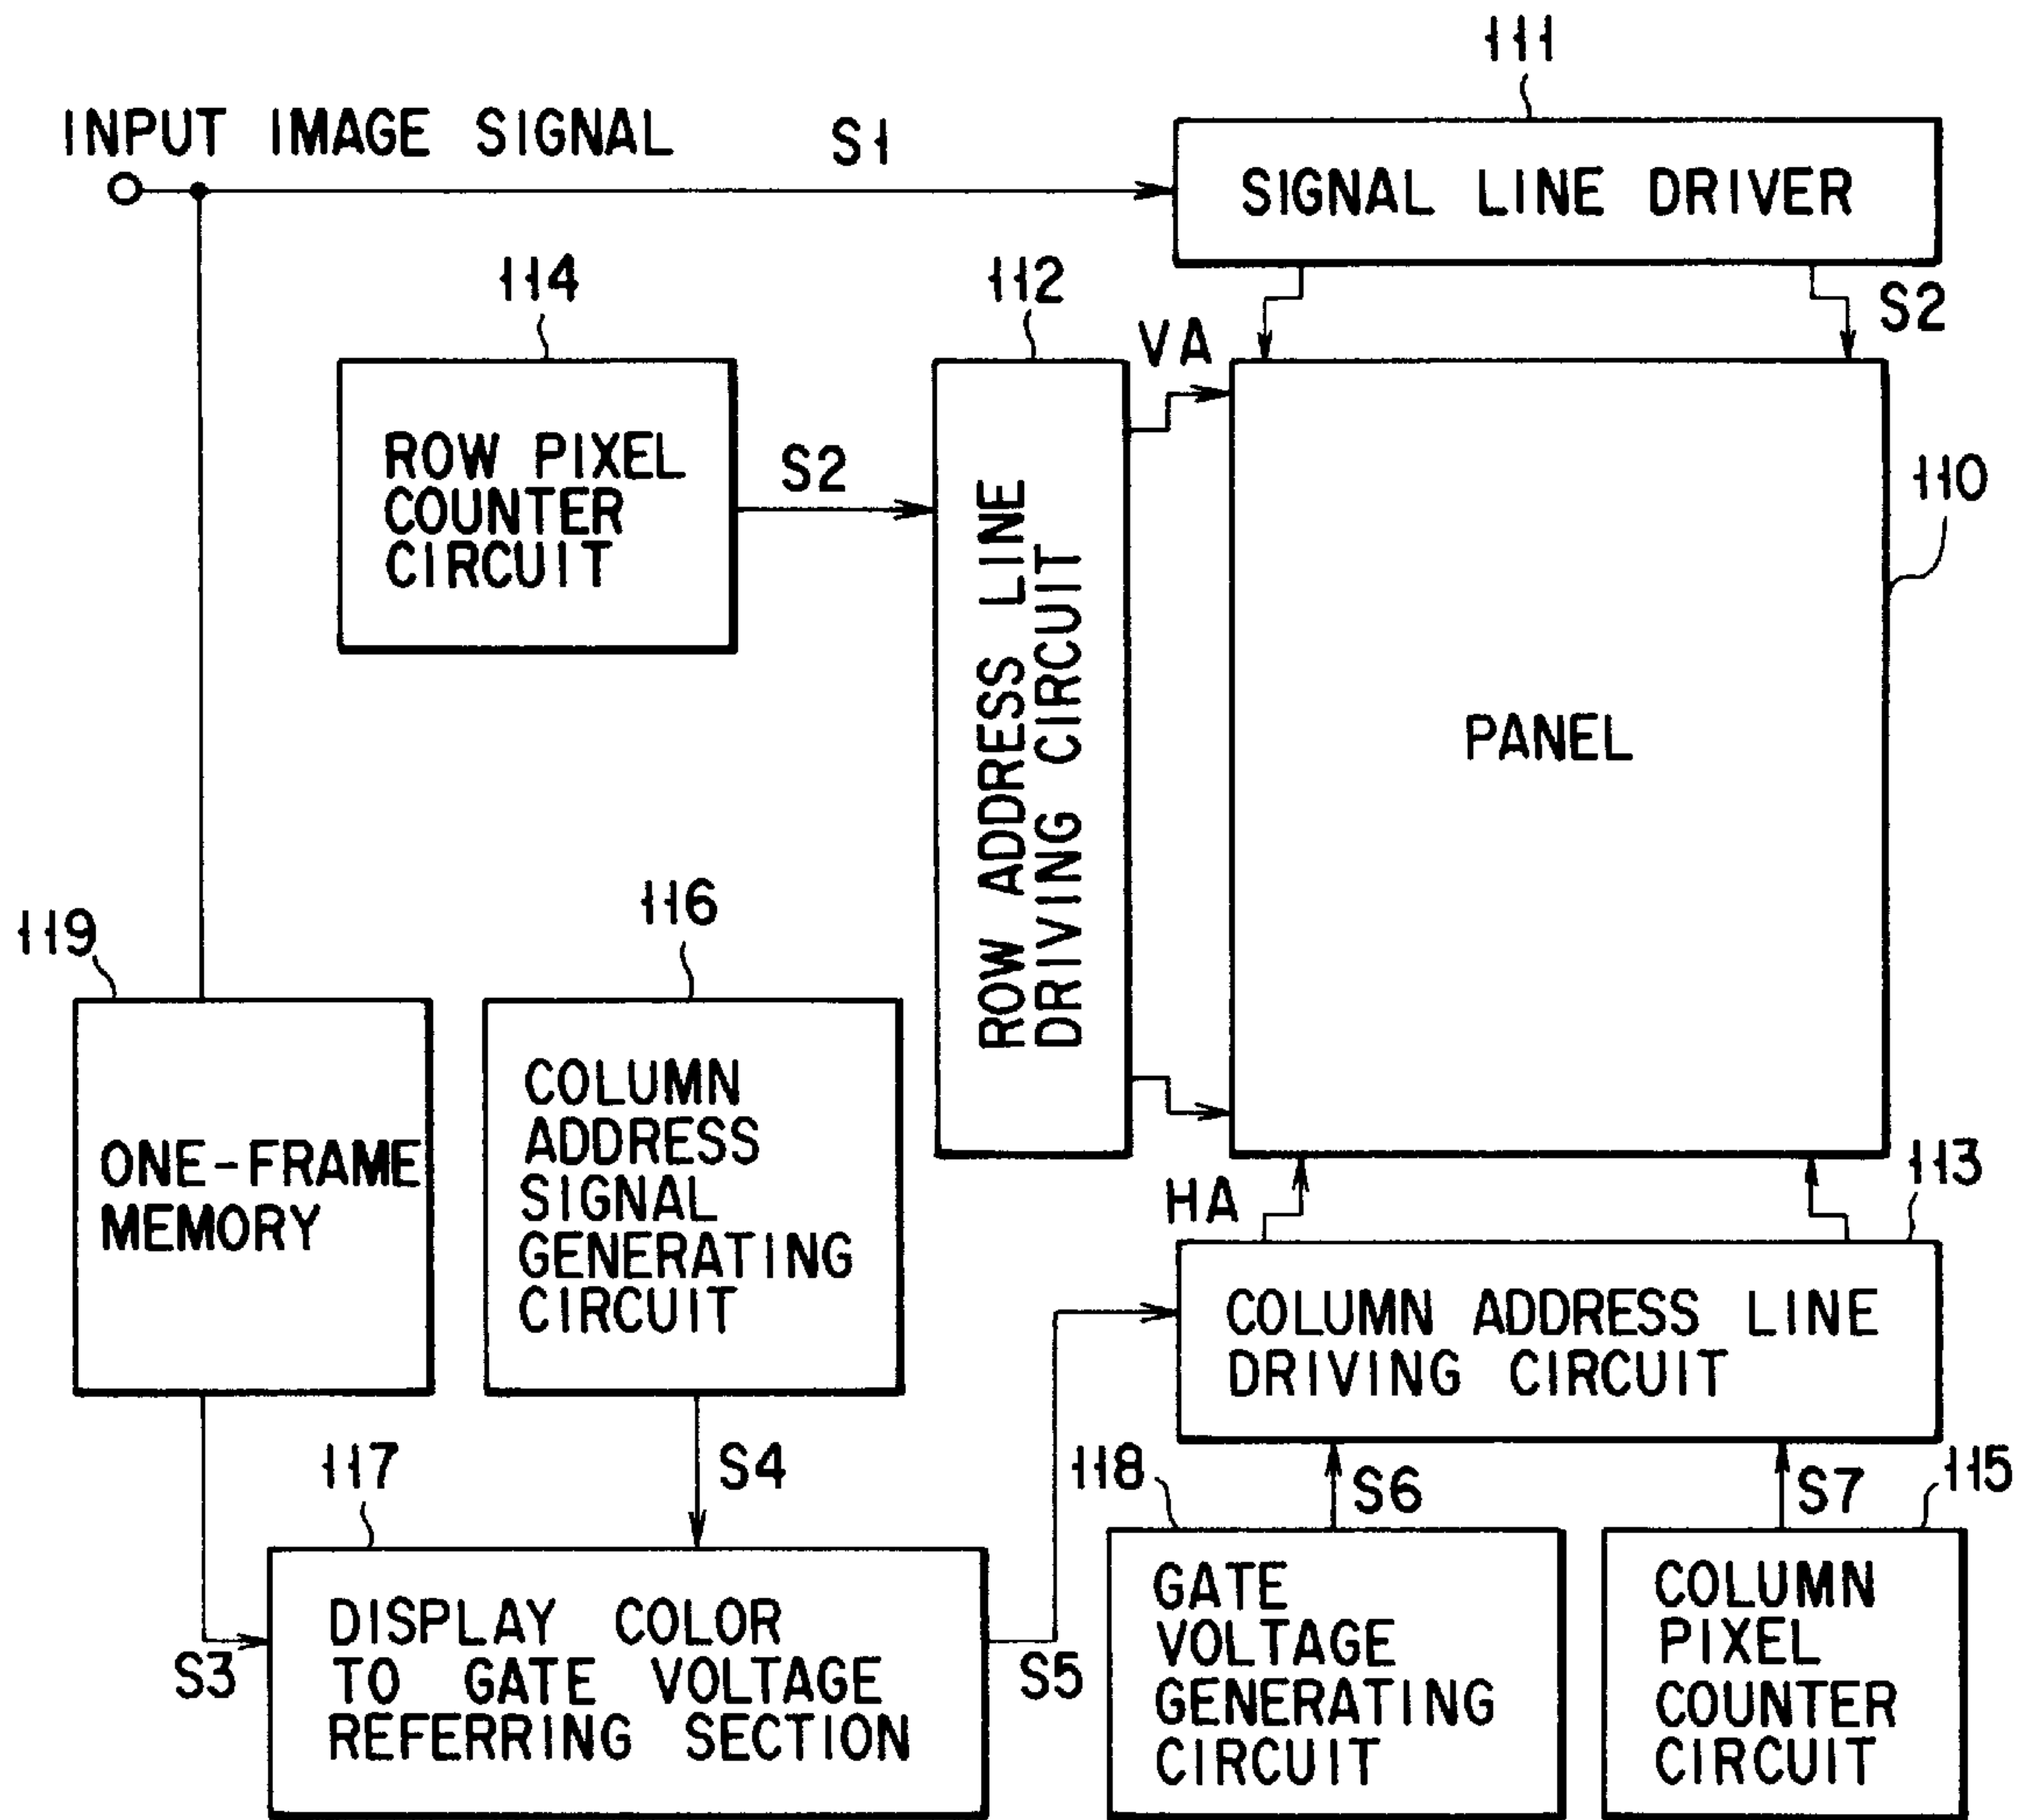 111
INPUT IMAGE SIGNAL
S1
SIGNAL LINE DRIVER
114
112
VA
S2
ROW PIXEL
COUNTER
CIRCUIT
S2
ROW ADDRESS LINE
DRIVING CIRCUIT
110
PANEL
119
116
ONE-FRAME
MEMORY
COLUMN
ADDRESS
SIGNAL
GENERATING
CIRCUIT
HA
113
COLUMN ADDRESS LINE
DRIVING CIRCUIT
117
S4
118
S6
S7
115
S3
DISPLAY COLOR
TO GATE VOLTAGE
REFERRING SECTION
S5
GATE
VOLTAGE
GENERATING
CIRCUIT
COLUMN
PIXEL
COUNTER
CIRCUIT